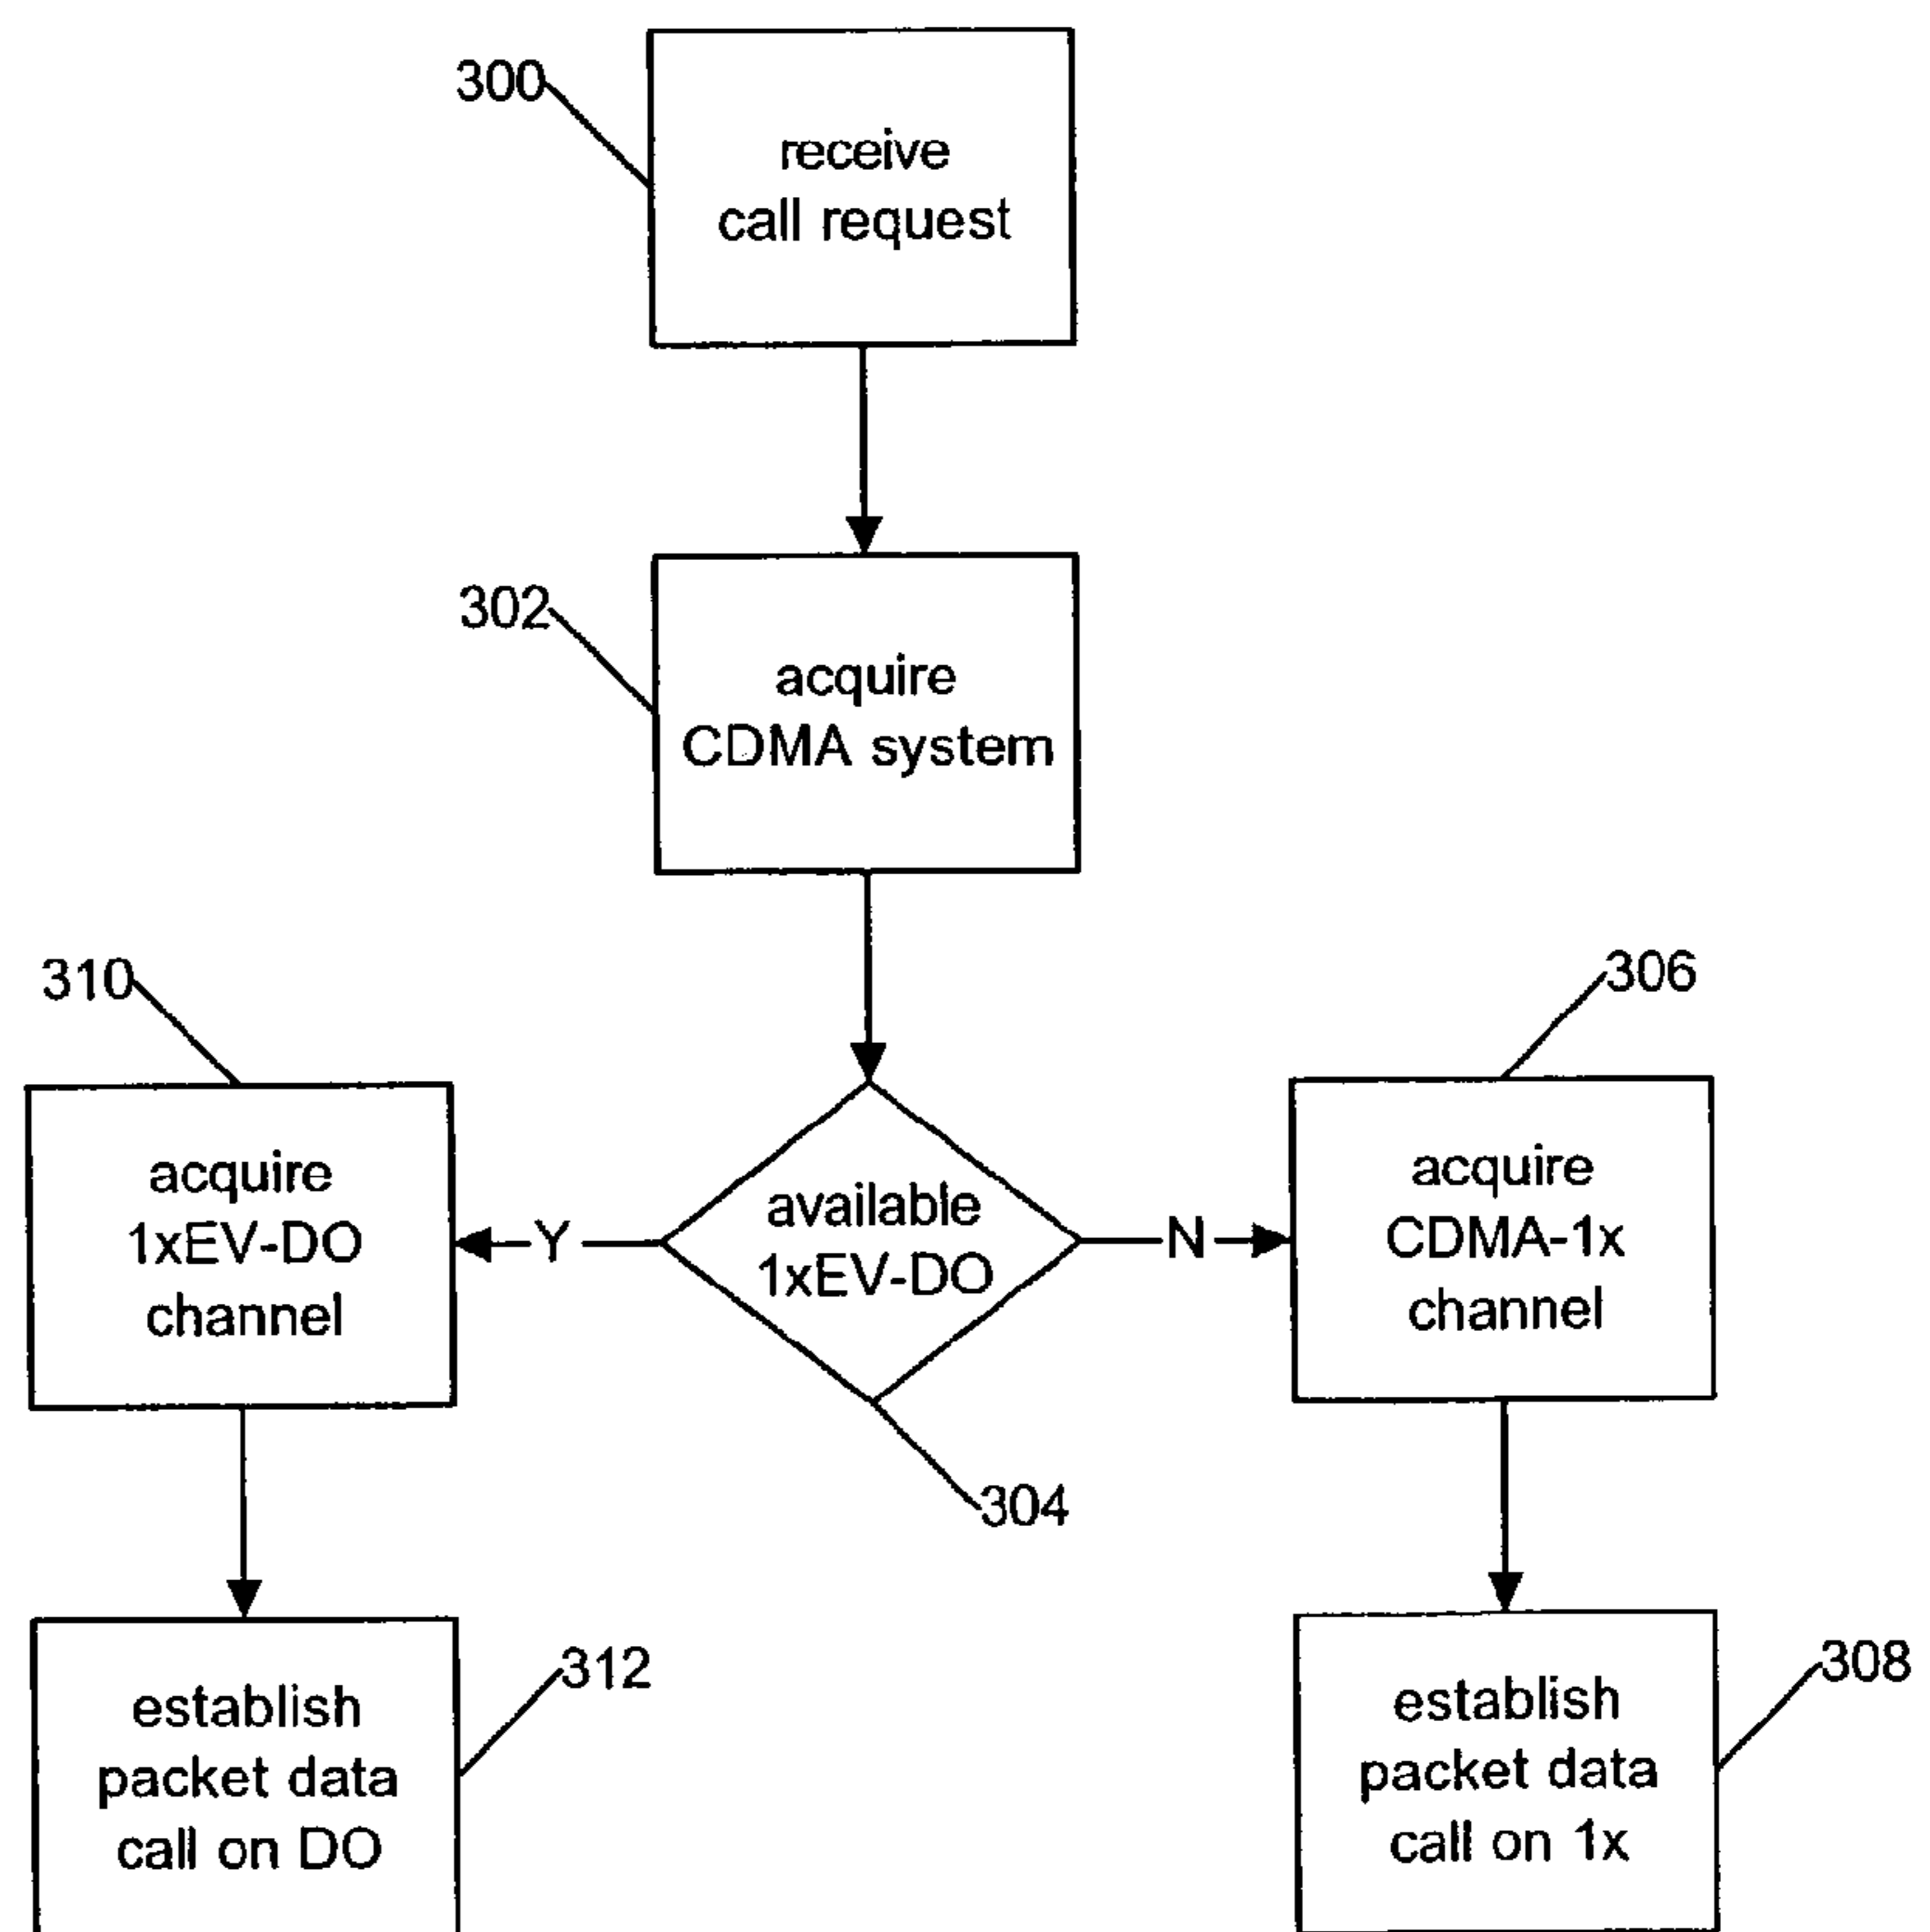 300
receive
call request
302
acquire
CDMA system
310
306
acquire
1xEV-DO
channel
Y
available
1xEV-DO
N
acquire
CDMA-1x
channel
304
312
establish
packet data
call on DO
308
establish
packet data
call on 1x